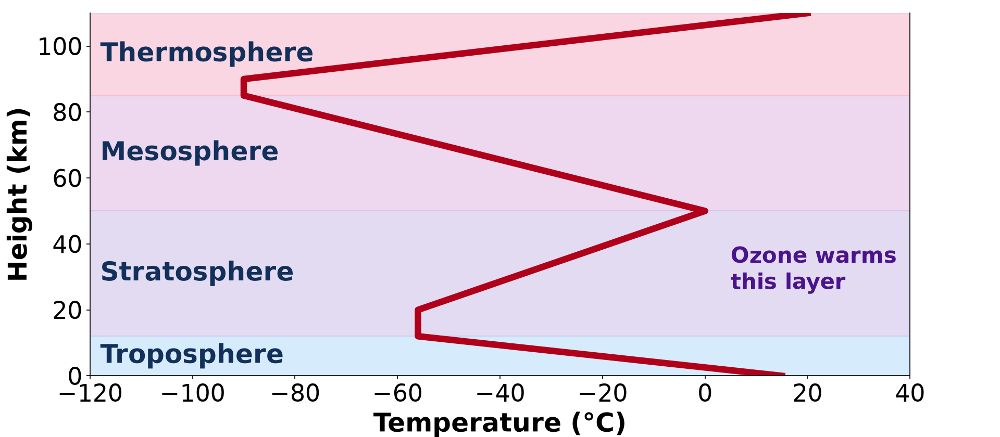 100
Thermosphere
80
Mesosphere
60
Height (km)
40
Ozone warms
this layer
Stratosphere
20
Troposphere
0
−120 −100 −80 −60 −40 −20 0 20 40
Temperature (°C)